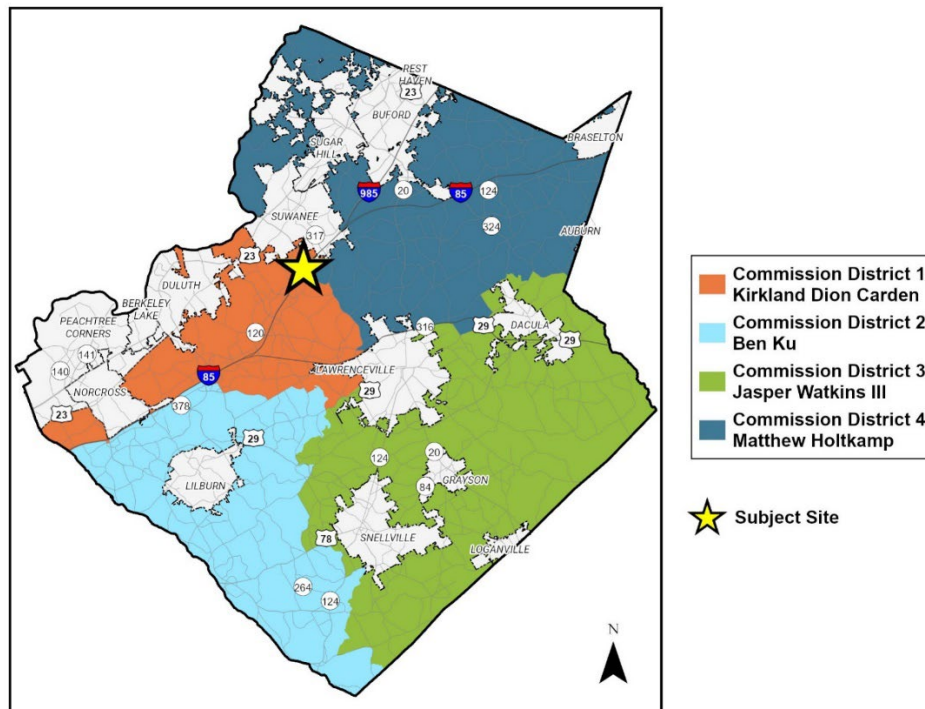 REST
HAVEN
23
BUFORD
BRASELTON
SUGAR
HILL
985
20
85
124
SUWANEE
317
324
AUBURN
23
DULUTH
BERKELEY
LAKE
PEACHTREE
CORNERS
141
140
120
316
29
DACULA
29
NORCROSS
85
LAWRENCEVILLE
29
23
378
29
LILBURN
124
20
GRAYSON
84
78
SNELLVILLE
LOGANVILLE
264
124
N
Commission District 1
Kirkland Dion Carden
Commission District 2
Ben Ku
Commission District 3
Jasper Watkins III
Commission District 4
Matthew Holtkamp
Subject Site